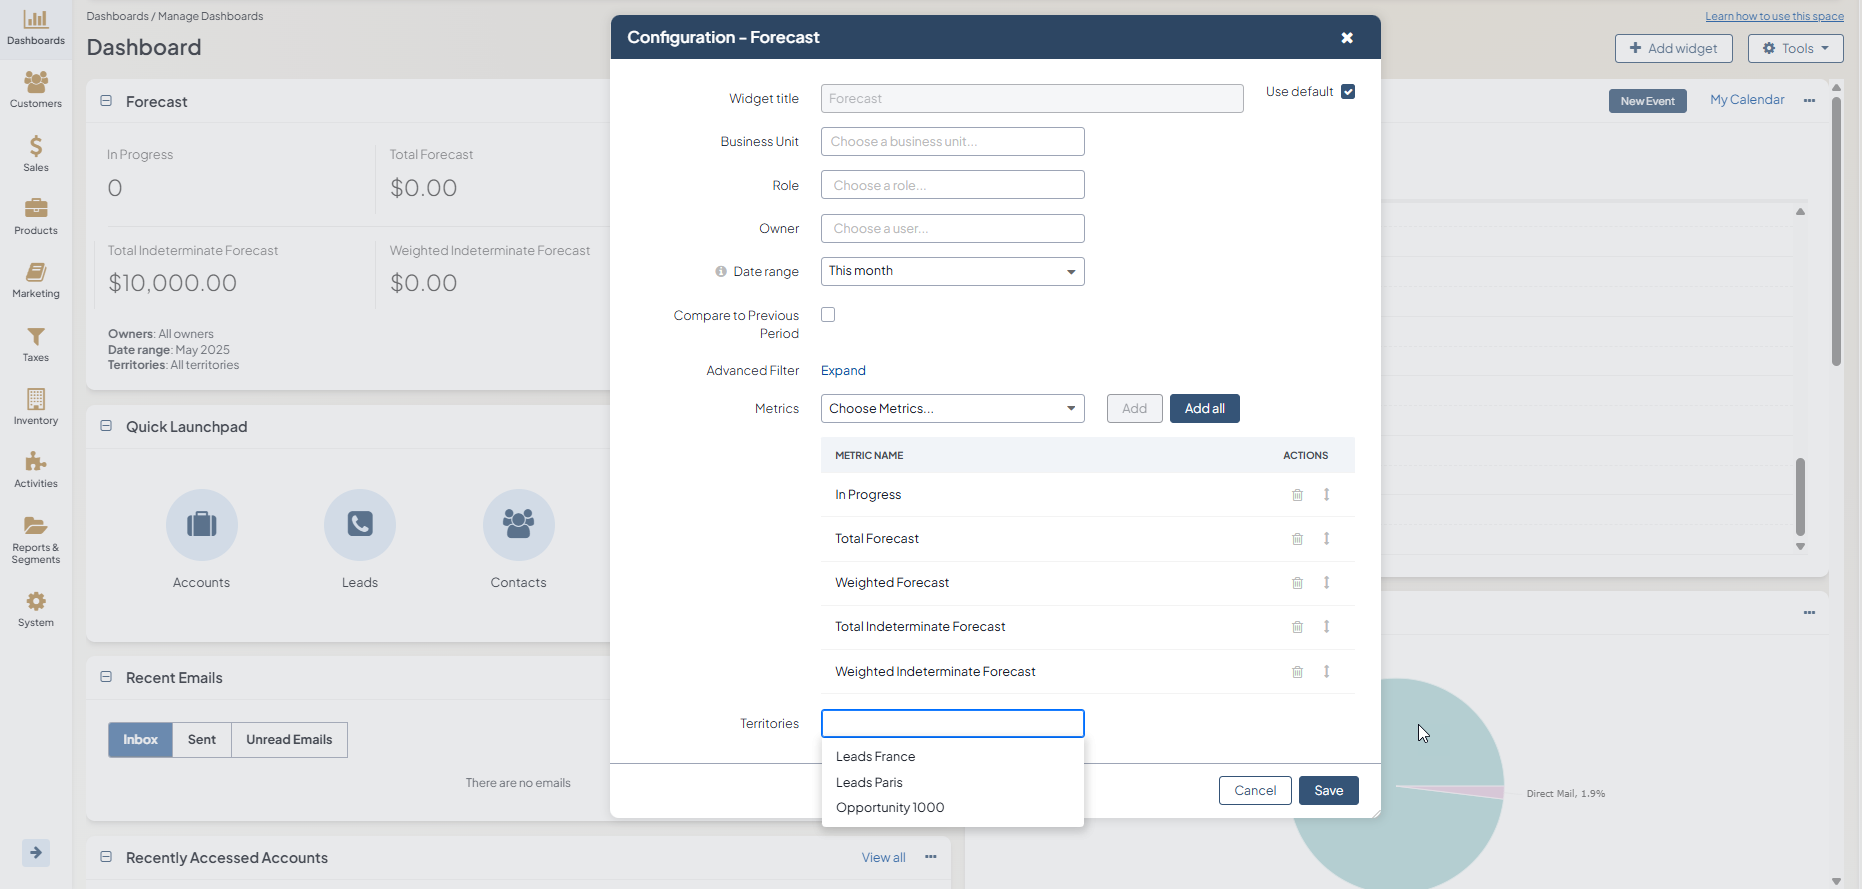 Dashboards / Manage Dashboards
Learn how to use this space
Dashboard
Add widget
Tools
Dashboards
Customers
Sales
Products
Marketing
Taxes
Inventory
Activities
Reports &
Segments
System
Forecast
In Progress
0
Total Forecast
$0.00
Total Indeterminate Forecast
$10,000.00
Weighted Indeterminate Forecast
$0.00
Owners: All owners
Date range: May 2025
Territories: All territories
Quick Launchpad
Accounts
Leads
Contacts
Recent Emails
Inbox
Sent
Unread Emails
There are no emails
Recently Accessed Accounts
View all
Configuration - Forecast
Widget title
Forecast
Use default
Business Unit
Choose a business unit...
Role
Choose a role...
Owner
Choose a user...
Date range
This month
Compare to Previous
Period
Advanced Filter
Expand
Metrics
Choose Metrics...
Add
Add all
METRIC NAME
ACTIONS
In Progress
Total Forecast
Weighted Forecast
Total Indeterminate Forecast
Weighted Indeterminate Forecast
Territories
Leads France
Leads Paris
Opportunity 1000
Cancel
Save
New Event
My Calendar
Direct Mail, 1.9%